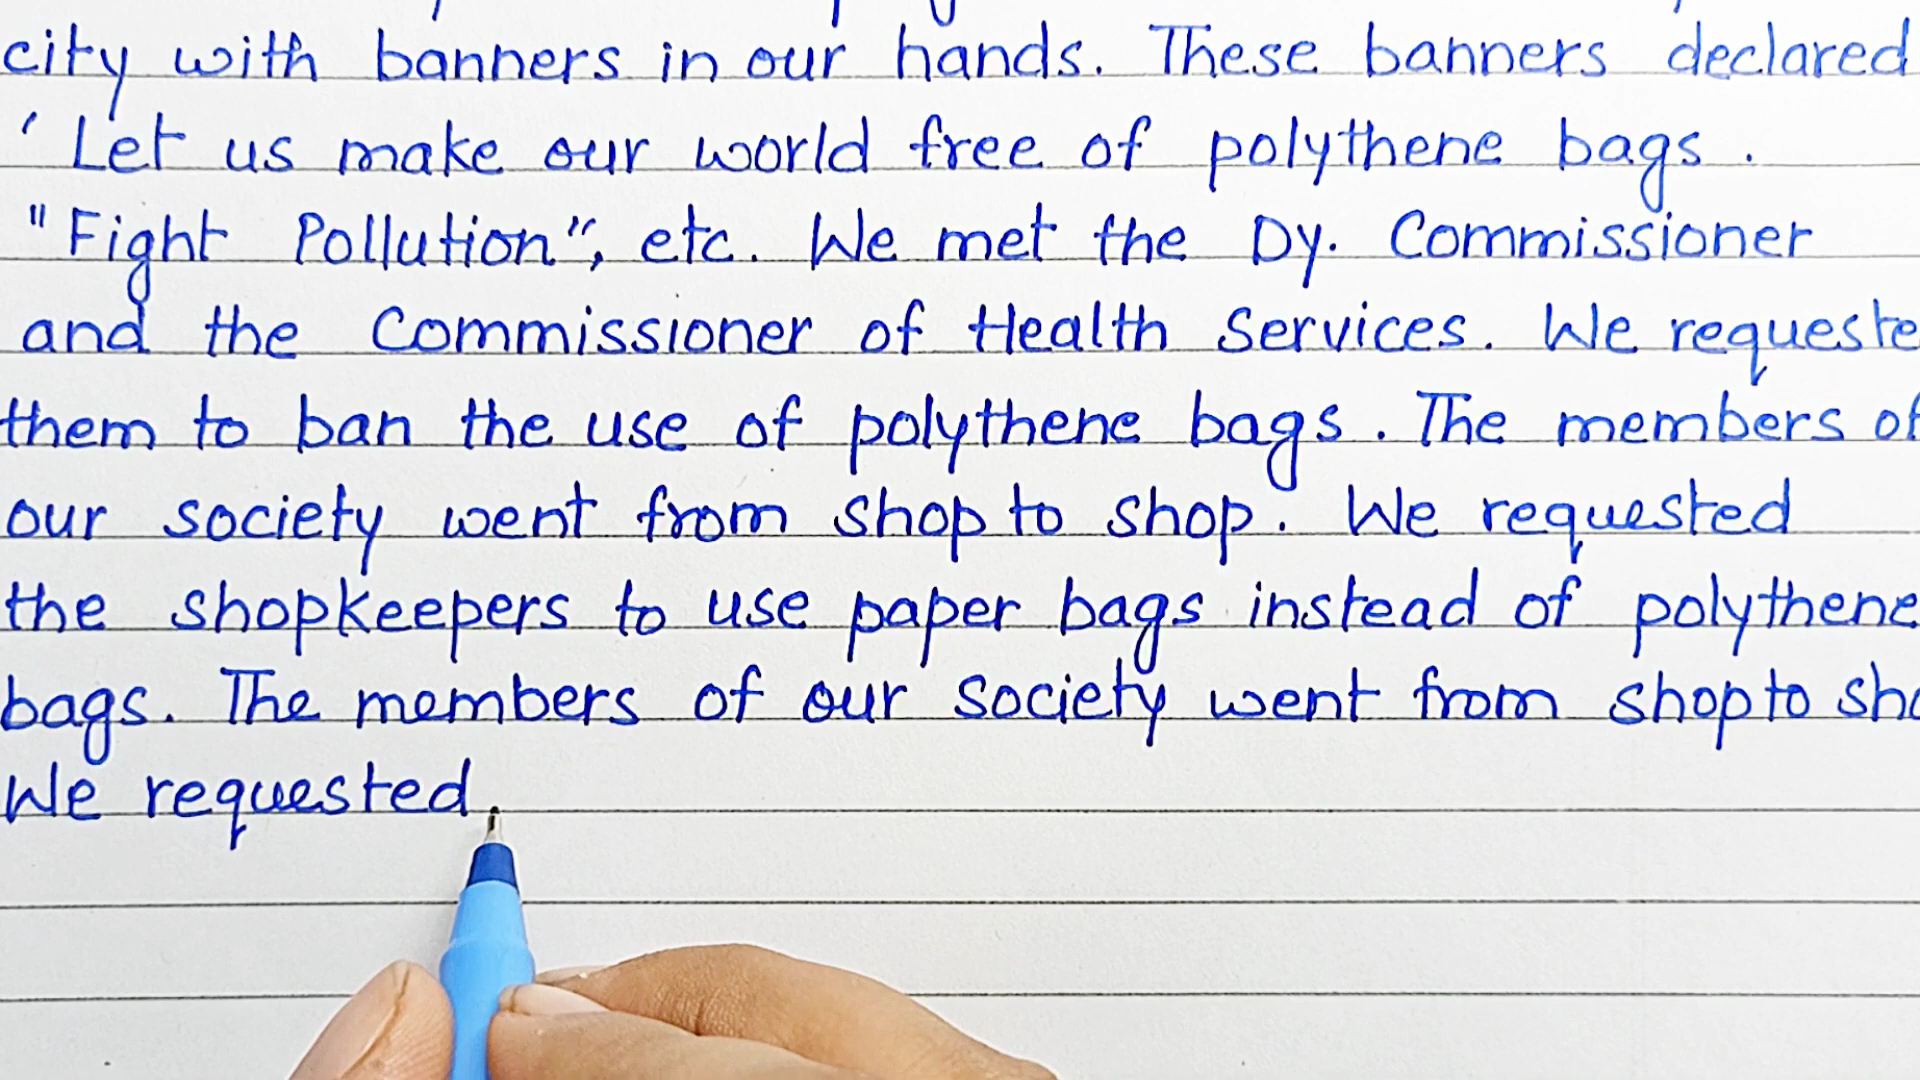 city with banners in our hands. These banners declared
' Let us make our world free of polythene bags .
"Fight Pollution", etc. We met the Dy. Commissioner
and the Commissioner of Health Services. We requeste
them to ban the use of polythene bags. The members of
our society went from shop to shop. We requested
the shopkeepers to use paper bags instead of polythene
bags. The members of our society went from shop to sho
We requested